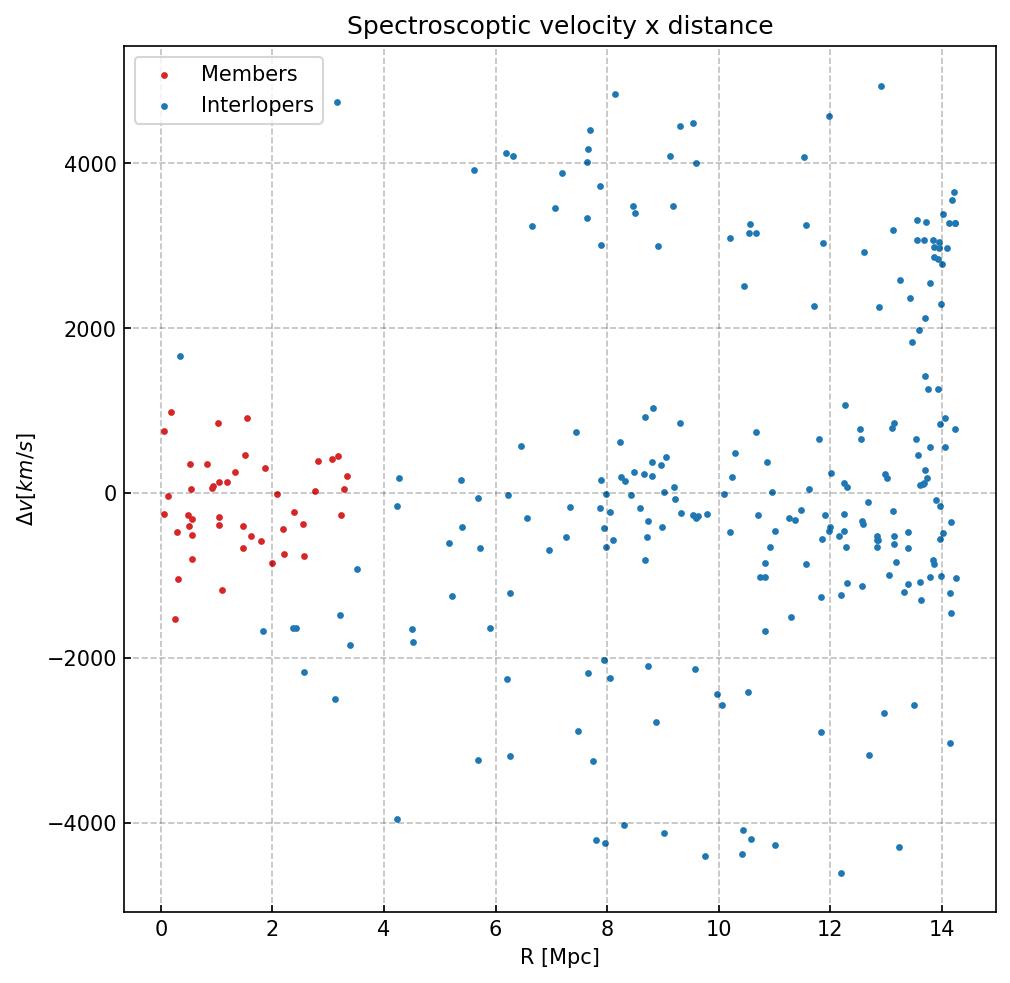 Spectroscoptic velocity x distance
Members
Interlopers
4000
2000
0
−2000
−4000
Δv[km/s]
0 2 4 6 8 10 12 14
R [Mpc]